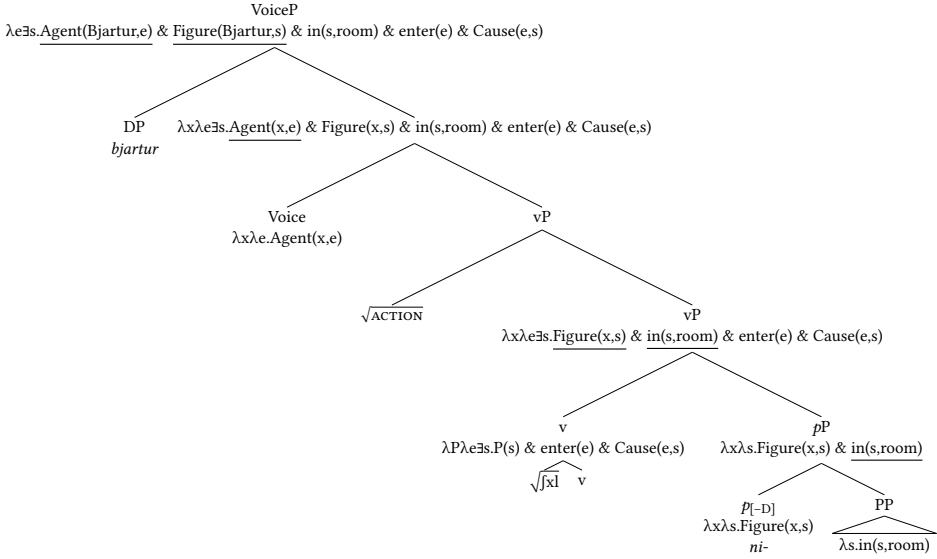 VoiceP
λe∃s.Agent(Bjartur,e) & Figure(Bjartur,s) & in(s,room) & enter(e) & Cause(e,s)
DP
bjartur
λxλe∃s.Agent(x,e) & Figure(x,s) & in(s,room) & enter(e) & Cause(e,s)
Voice
λxλe.Agent(x,e)
vP
√ACTION
vP
λxλe∃s.Figure(x,s) & in(s,room) & enter(e) & Cause(e,s)
v
λPλe∃s.P(s) & enter(e) & Cause(e,s)
√ʃxl v
pP
λxλs.Figure(x,s) & in(s,room)
p[–D]
λxλs.Figure(x,s)
ni-
PP
λs.in(s,room)